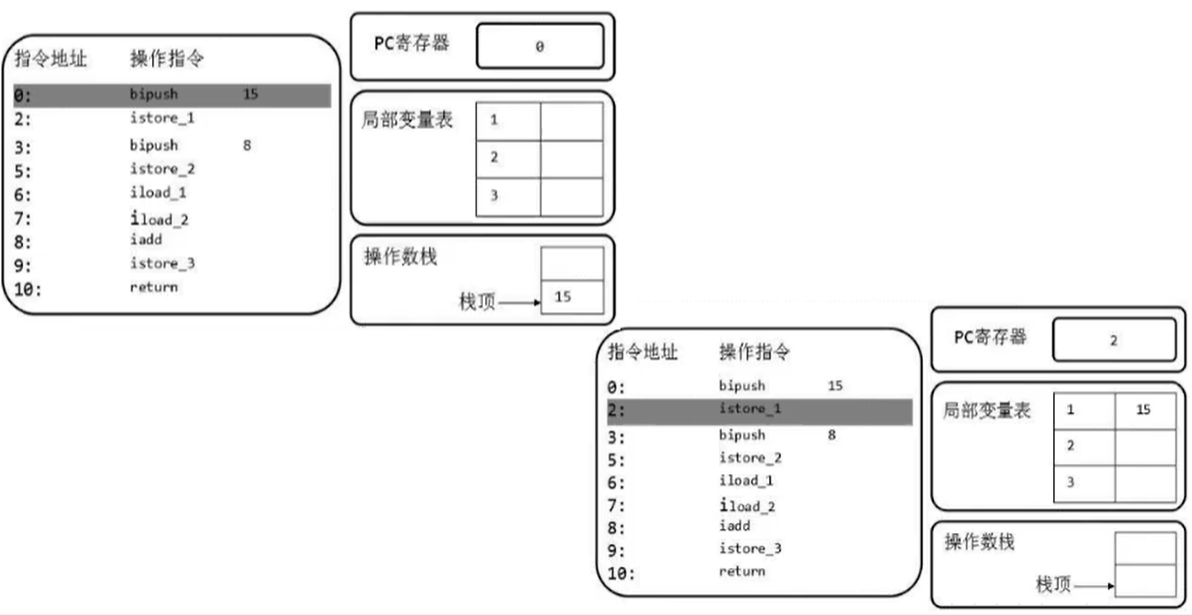 指令地址 操作指令
0: bipush 15
2: istore_1
3: bipush 8
5: istore_2
6: iload_1
7: iload_2
8: iadd
9: istore_3
10: return
PC寄存器 0
局部变量表 1
2
3
操作数栈
栈顶 15
指令地址 操作指令
0: bipush 15
2: istore_1
3: bipush 8
5: istore_2
6: iload_1
7: iload_2
8: iadd
9: istore_3
10: return
PC寄存器 2
局部变量表 1 15
2
3
操作数栈
栈顶